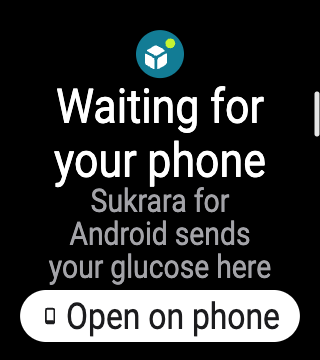 Waiting for
your phone
Sukrara for
Android sends
your glucose here
Open on phone